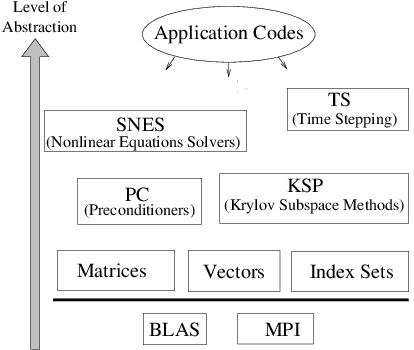 Level of
Abstraction
Application Codes
TS
(Time Stepping)
SNES
(Nonlinear Equations Solvers)
PC
(Preconditioners)
KSP
(Krylov Subspace Methods)
Matrices
Vectors
Index Sets
BLAS
MPI